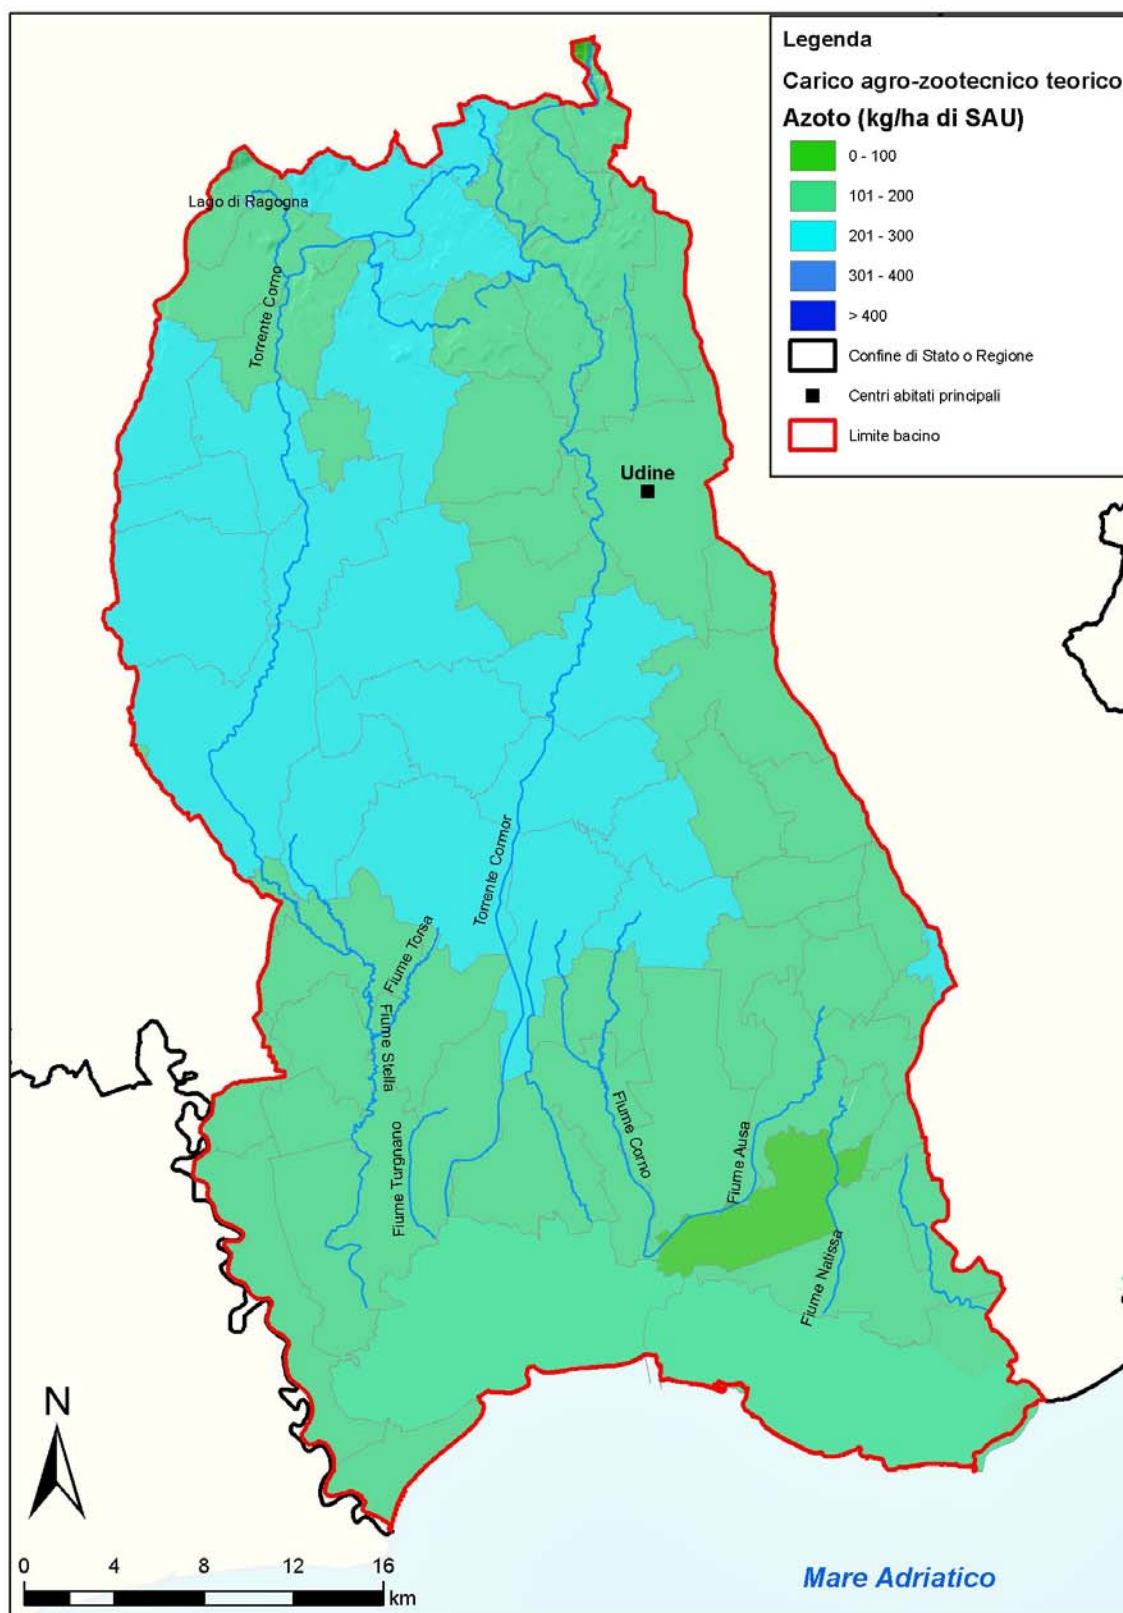 Legenda
Carico agro-zootecnico teorico
Azoto (kg/ha di SAU)
0 - 100
101 - 200
201 - 300
301 - 400
> 400
Confine di Stato o Regione
Centri abitati principali
Limite bacino
Lago di Ragogna
Torrente Corno
Udine
Torrente Cormor
Fiume Torsa
Fiume Stella
Fiume Turgnano
Fiume Corno
Fiume Ausa
Fiume Natissa
N
0 4 8 12 16
km
Mare Adriatico